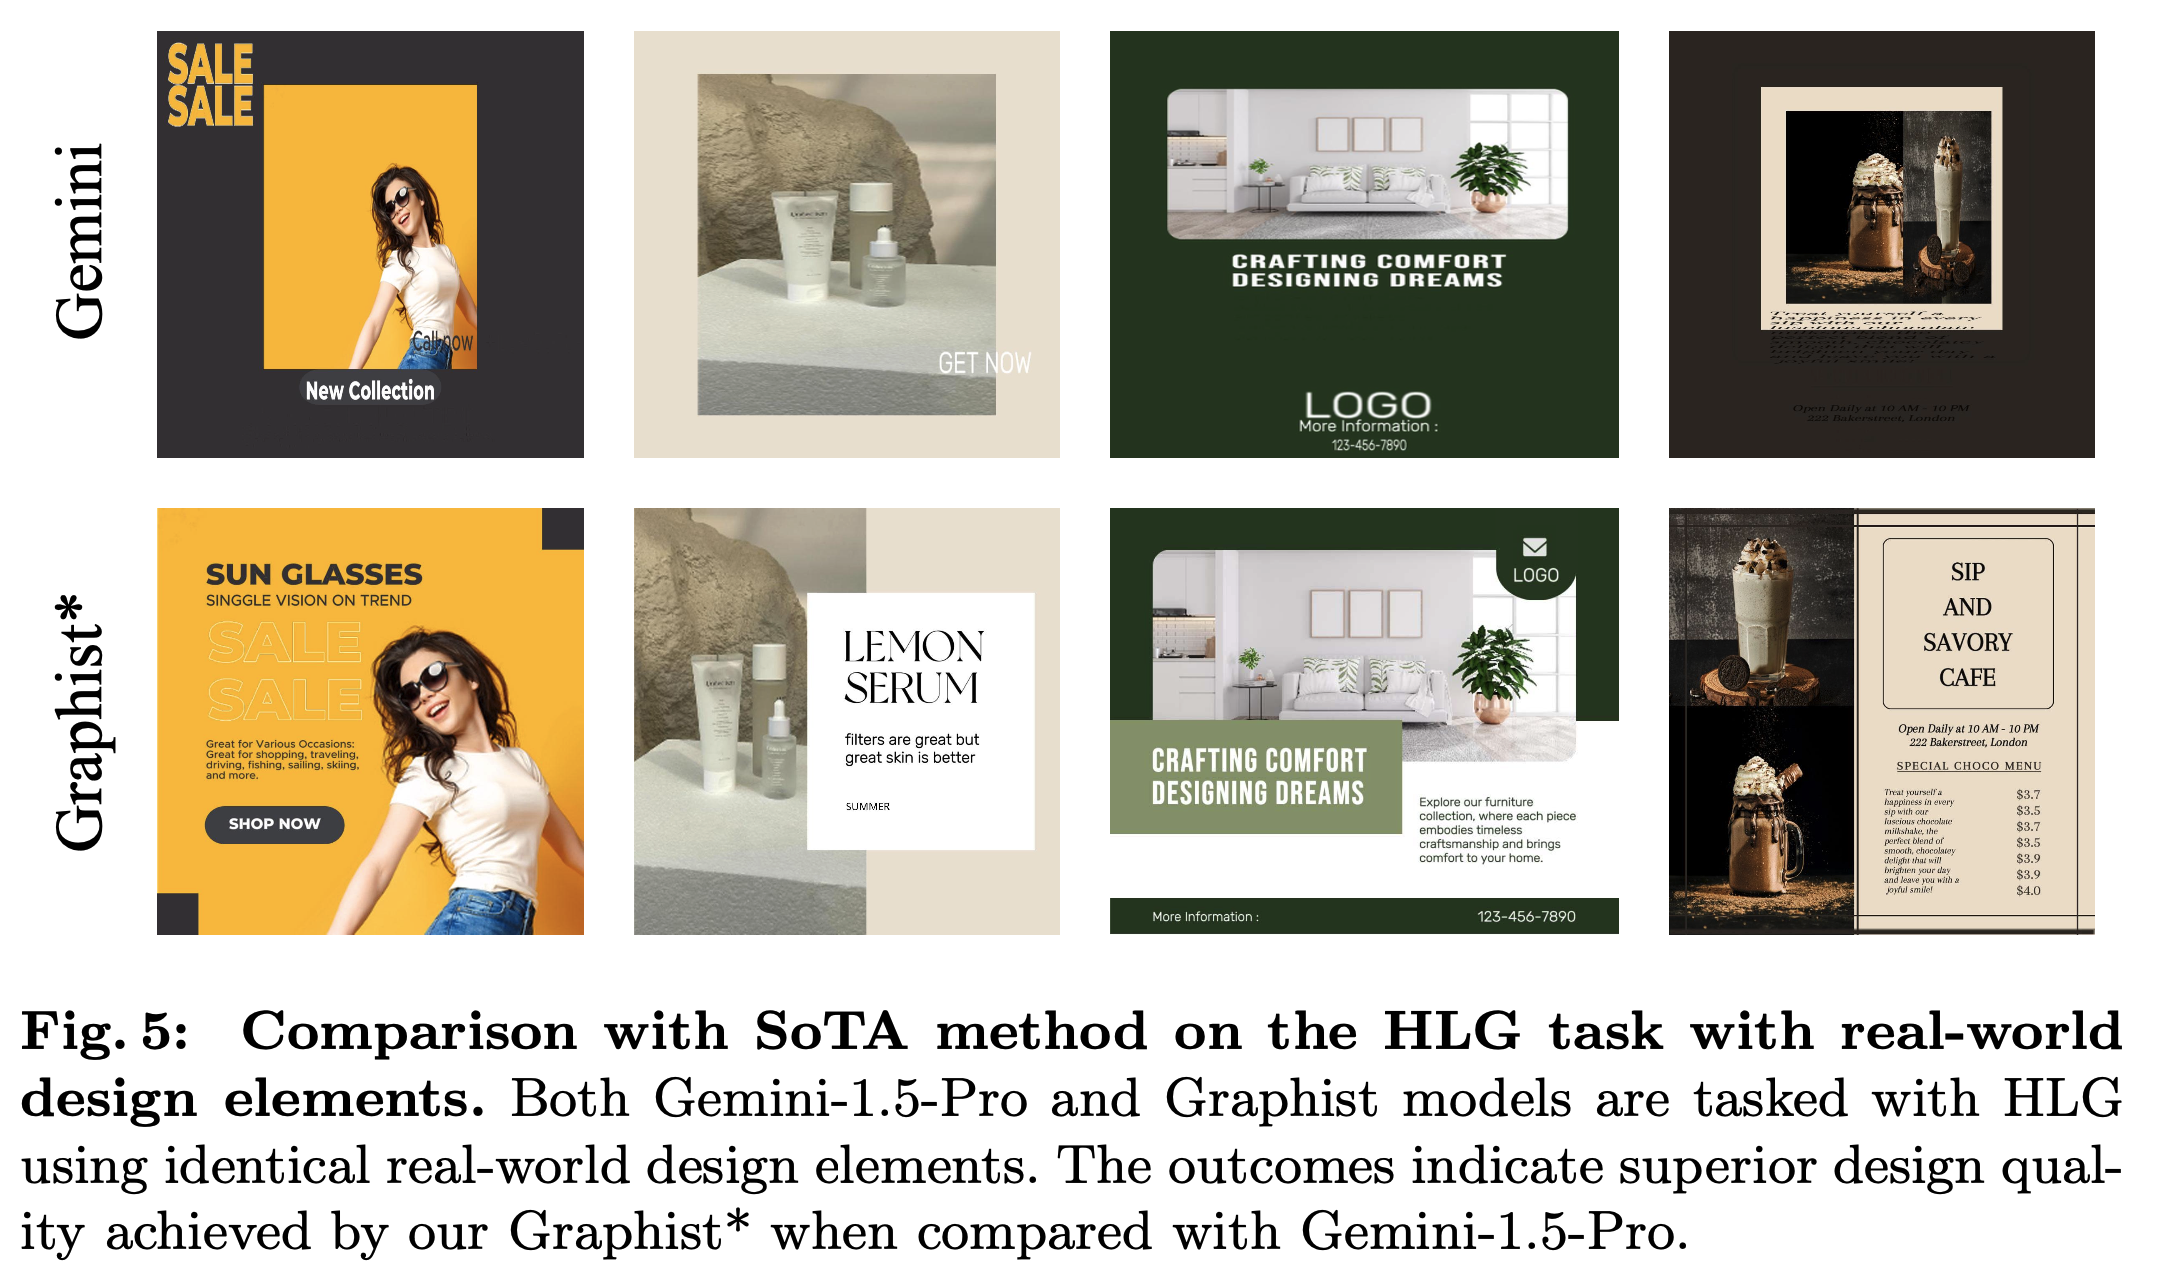 Gemini
SALE
SALE
Call now
New Collection
GET NOW
CRAFTING COMFORT
DESIGNING DREAMS
LOGO
More Information :
123-456-7890
Treat yourself a
happiness in every
sip with our
Open Daily at 10 AM - 10 PM
222 Bakerstreet, London
Graphist*
SUN GLASSES
SINGGLE VISION ON TREND
SALE
SALE
Great for Various Occasions:
Great for shopping, traveling,
driving, fishing, sailing, skiing,
and more.
SHOP NOW
LEMON
SERUM
filters are great but
great skin is better
SUMMER
LOGO
CRAFTING COMFORT
DESIGNING DREAMS
Explore our furniture
collection, where each piece
embodies timeless
craftsmanship and brings
comfort to your home.
More Information :
123-456-7890
SIP
AND
SAVORY
CAFE
Open Daily at 10 AM - 10 PM
222 Bakerstreet, London
SPECIAL CHOCO MENU
Treat yourself a
happiness in every
sip with our
luscious chocolate
milkshake, the
perfect blend of
smooth, chocolatey
delight that will
brighten your day
and leave you with a
joyful smile!
$3.7
$3.5
$3.7
$3.5
$3.9
$3.9
$4.0
Fig. 5: Comparison with SoTA method on the HLG task with real-world
design elements. Both Gemini-1.5-Pro and Graphist models are tasked with HLG
using identical real-world design elements. The outcomes indicate superior design qual-
ity achieved by our Graphist* when compared with Gemini-1.5-Pro.